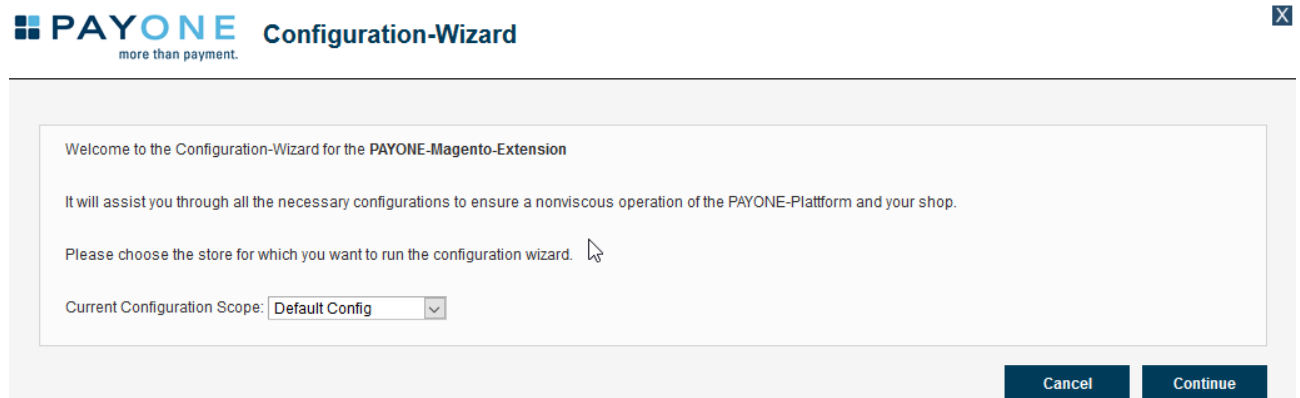 PAYONE
more than payment.
Configuration-Wizard
X
Welcome to the Configuration-Wizard for the PAYONE-Magento-Extension
It will assist you through all the necessary configurations to ensure a nonviscous operation of the PAYONE-Plattform and your shop.
Please choose the store for which you want to run the configuration wizard.
Current Configuration Scope: Default Config
Cancel Continue